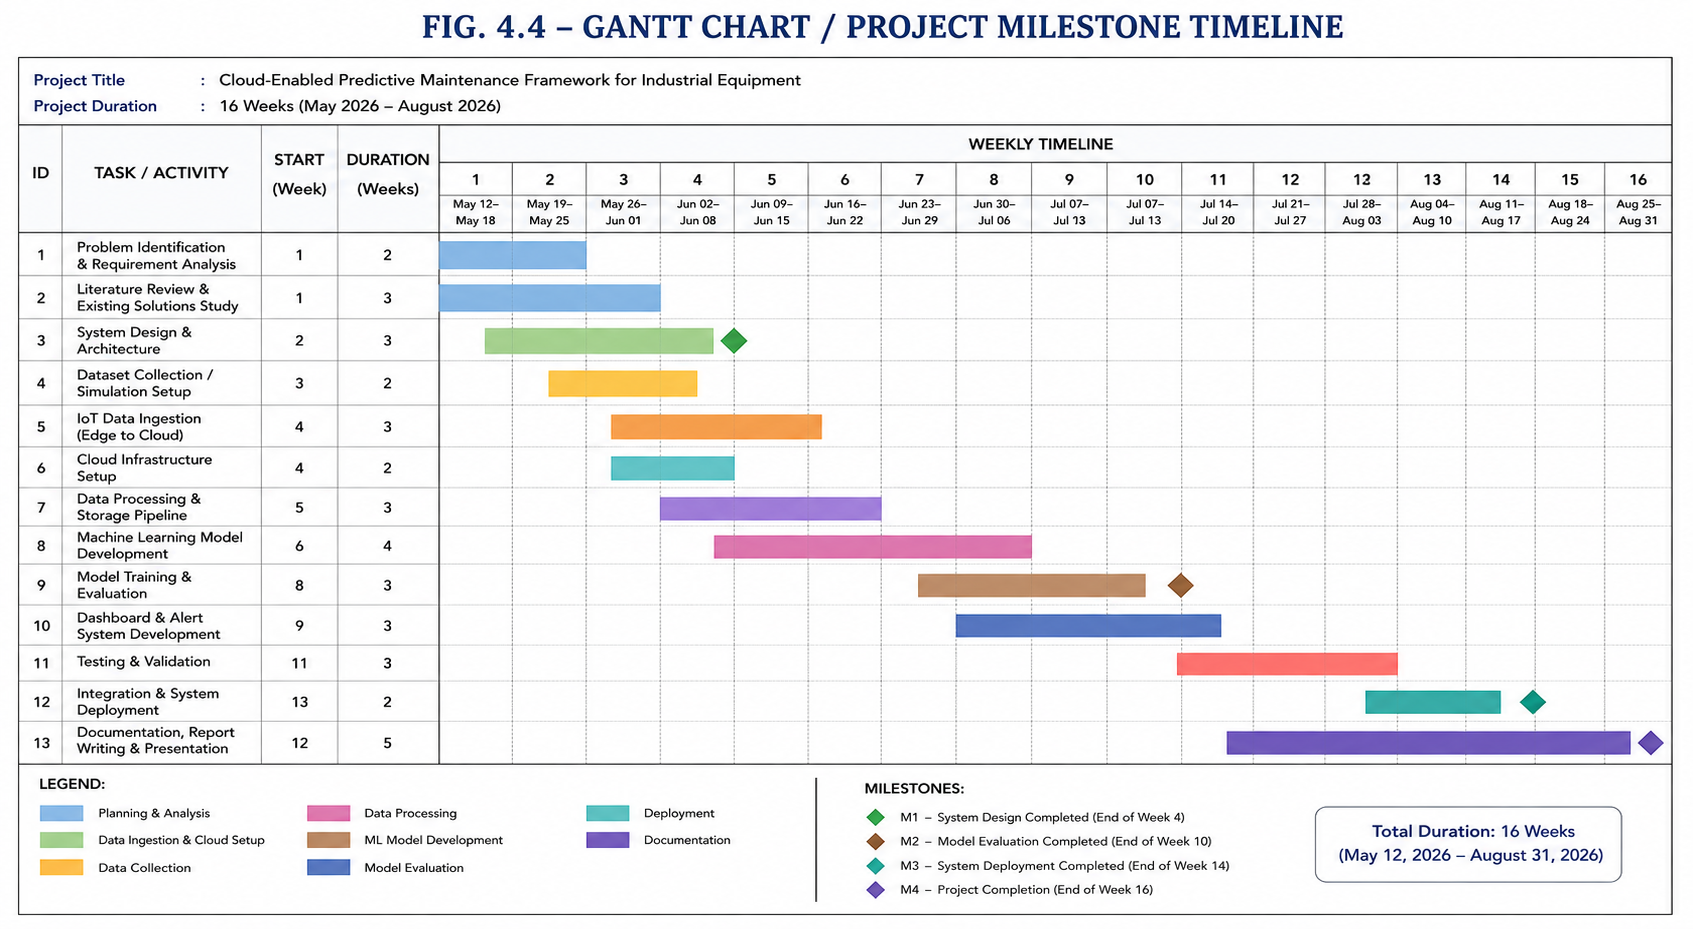 FIG. 4.4 – GANTT CHART / PROJECT MILESTONE TIMELINE
Project Title : Cloud-Enabled Predictive Maintenance Framework for Industrial Equipment
Project Duration : 16 Weeks (May 2026 – August 2026)
ID TASK / ACTIVITY START (Week) DURATION (Weeks) WEEKLY TIMELINE
1 2 3 4 5 6 7 8 9 10 11 12 12 13 14 15 16
May 12– May 19– May 26– Jun 02– Jun 09– Jun 16– Jun 23– Jun 30– Jul 07– Jul 07– Jul 14– Jul 21– Jul 28– Aug 04– Aug 11– Aug 18– Aug 25–
May 18 May 25 Jun 01 Jun 08 Jun 15 Jun 22 Jun 29 Jul 06 Jul 13 Jul 13 Jul 20 Jul 27 Aug 03 Aug 10 Aug 17 Aug 24 Aug 31
1 Problem Identification & Requirement Analysis 1 2
2 Literature Review & Existing Solutions Study 1 3
3 System Design & Architecture 2 3
4 Dataset Collection / Simulation Setup 3 2
5 IoT Data Ingestion (Edge to Cloud) 4 3
6 Cloud Infrastructure Setup 4 2
7 Data Processing & Storage Pipeline 5 3
8 Machine Learning Model Development 6 4
9 Model Training & Evaluation 8 3
10 Dashboard & Alert System Development 9 3
11 Testing & Validation 11 3
12 Integration & System Deployment 13 2
13 Documentation, Report Writing & Presentation 12 5
LEGEND:
Planning & Analysis
Data Ingestion & Cloud Setup
Data Collection
Data Processing
ML Model Development
Model Evaluation
Deployment
Documentation
MILESTONES:
M1 – System Design Completed (End of Week 4)
M2 – Model Evaluation Completed (End of Week 10)
M3 – System Deployment Completed (End of Week 14)
M4 – Project Completion (End of Week 16)
Total Duration: 16 Weeks
(May 12, 2026 – August 31, 2026)